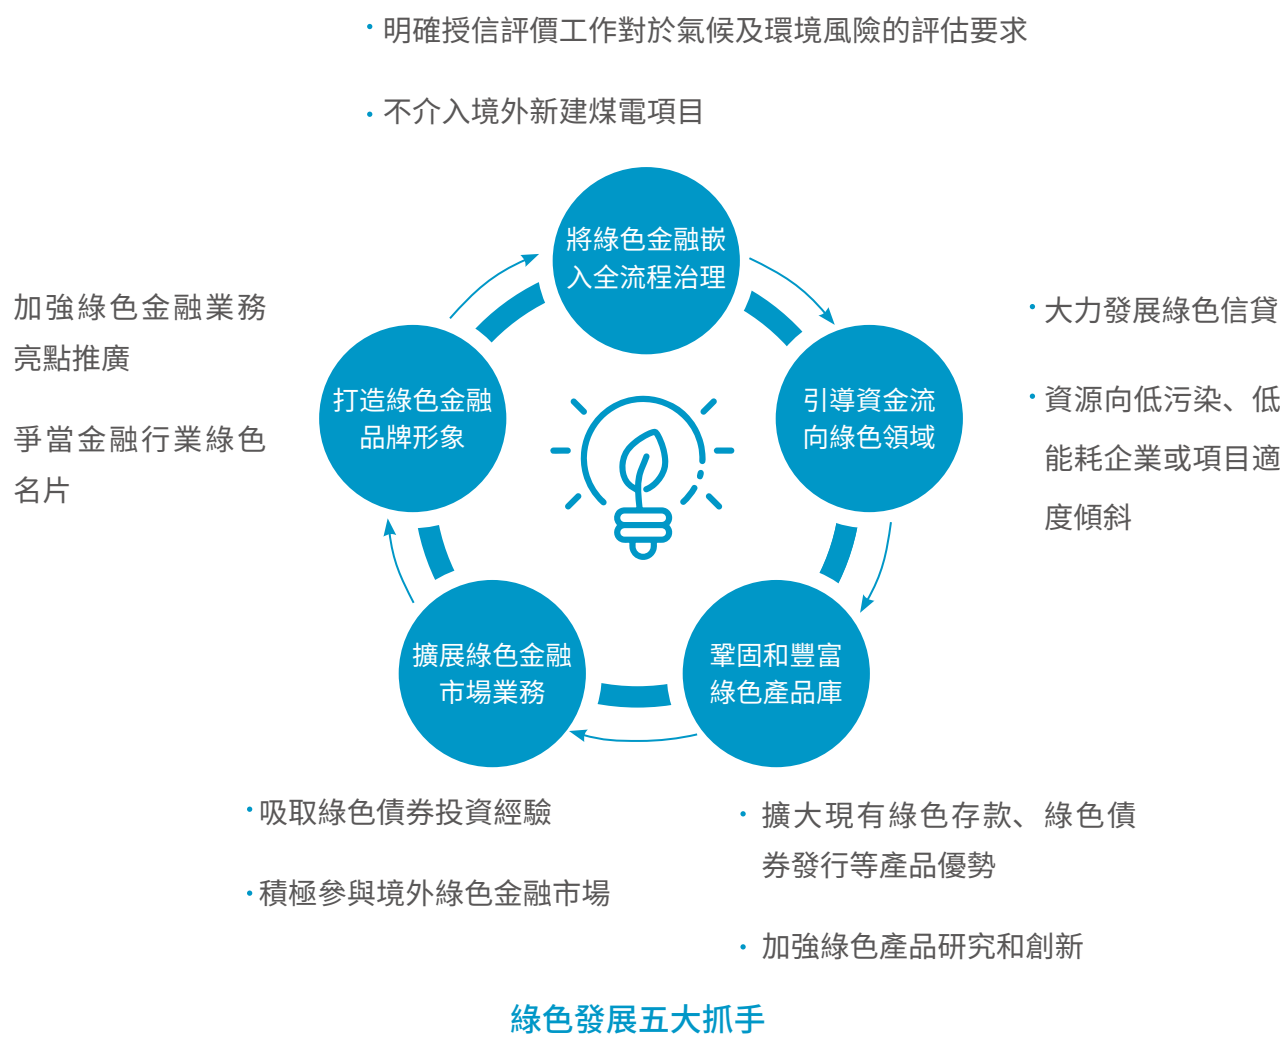 · 明確授信評價工作對於氣候及環境風險的評估要求
· 不介入境外新建煤電項目
將綠色金融嵌
入全流程治理
· 大力發展綠色信貸
· 資源向低污染、低
能耗企業或項目適
度傾斜
引導資金流
向綠色領域
鞏固和豐富
綠色產品庫
· 擴大現有綠色存款、綠色債
券發行等產品優勢
· 加強綠色產品研究和創新
擴展綠色金融
市場業務
· 吸取綠色債券投資經驗
· 積極參與境外綠色金融市場
打造綠色金融
品牌形象
加強綠色金融業務
亮點推廣
爭當金融行業綠色
名片
綠色發展五大抓手